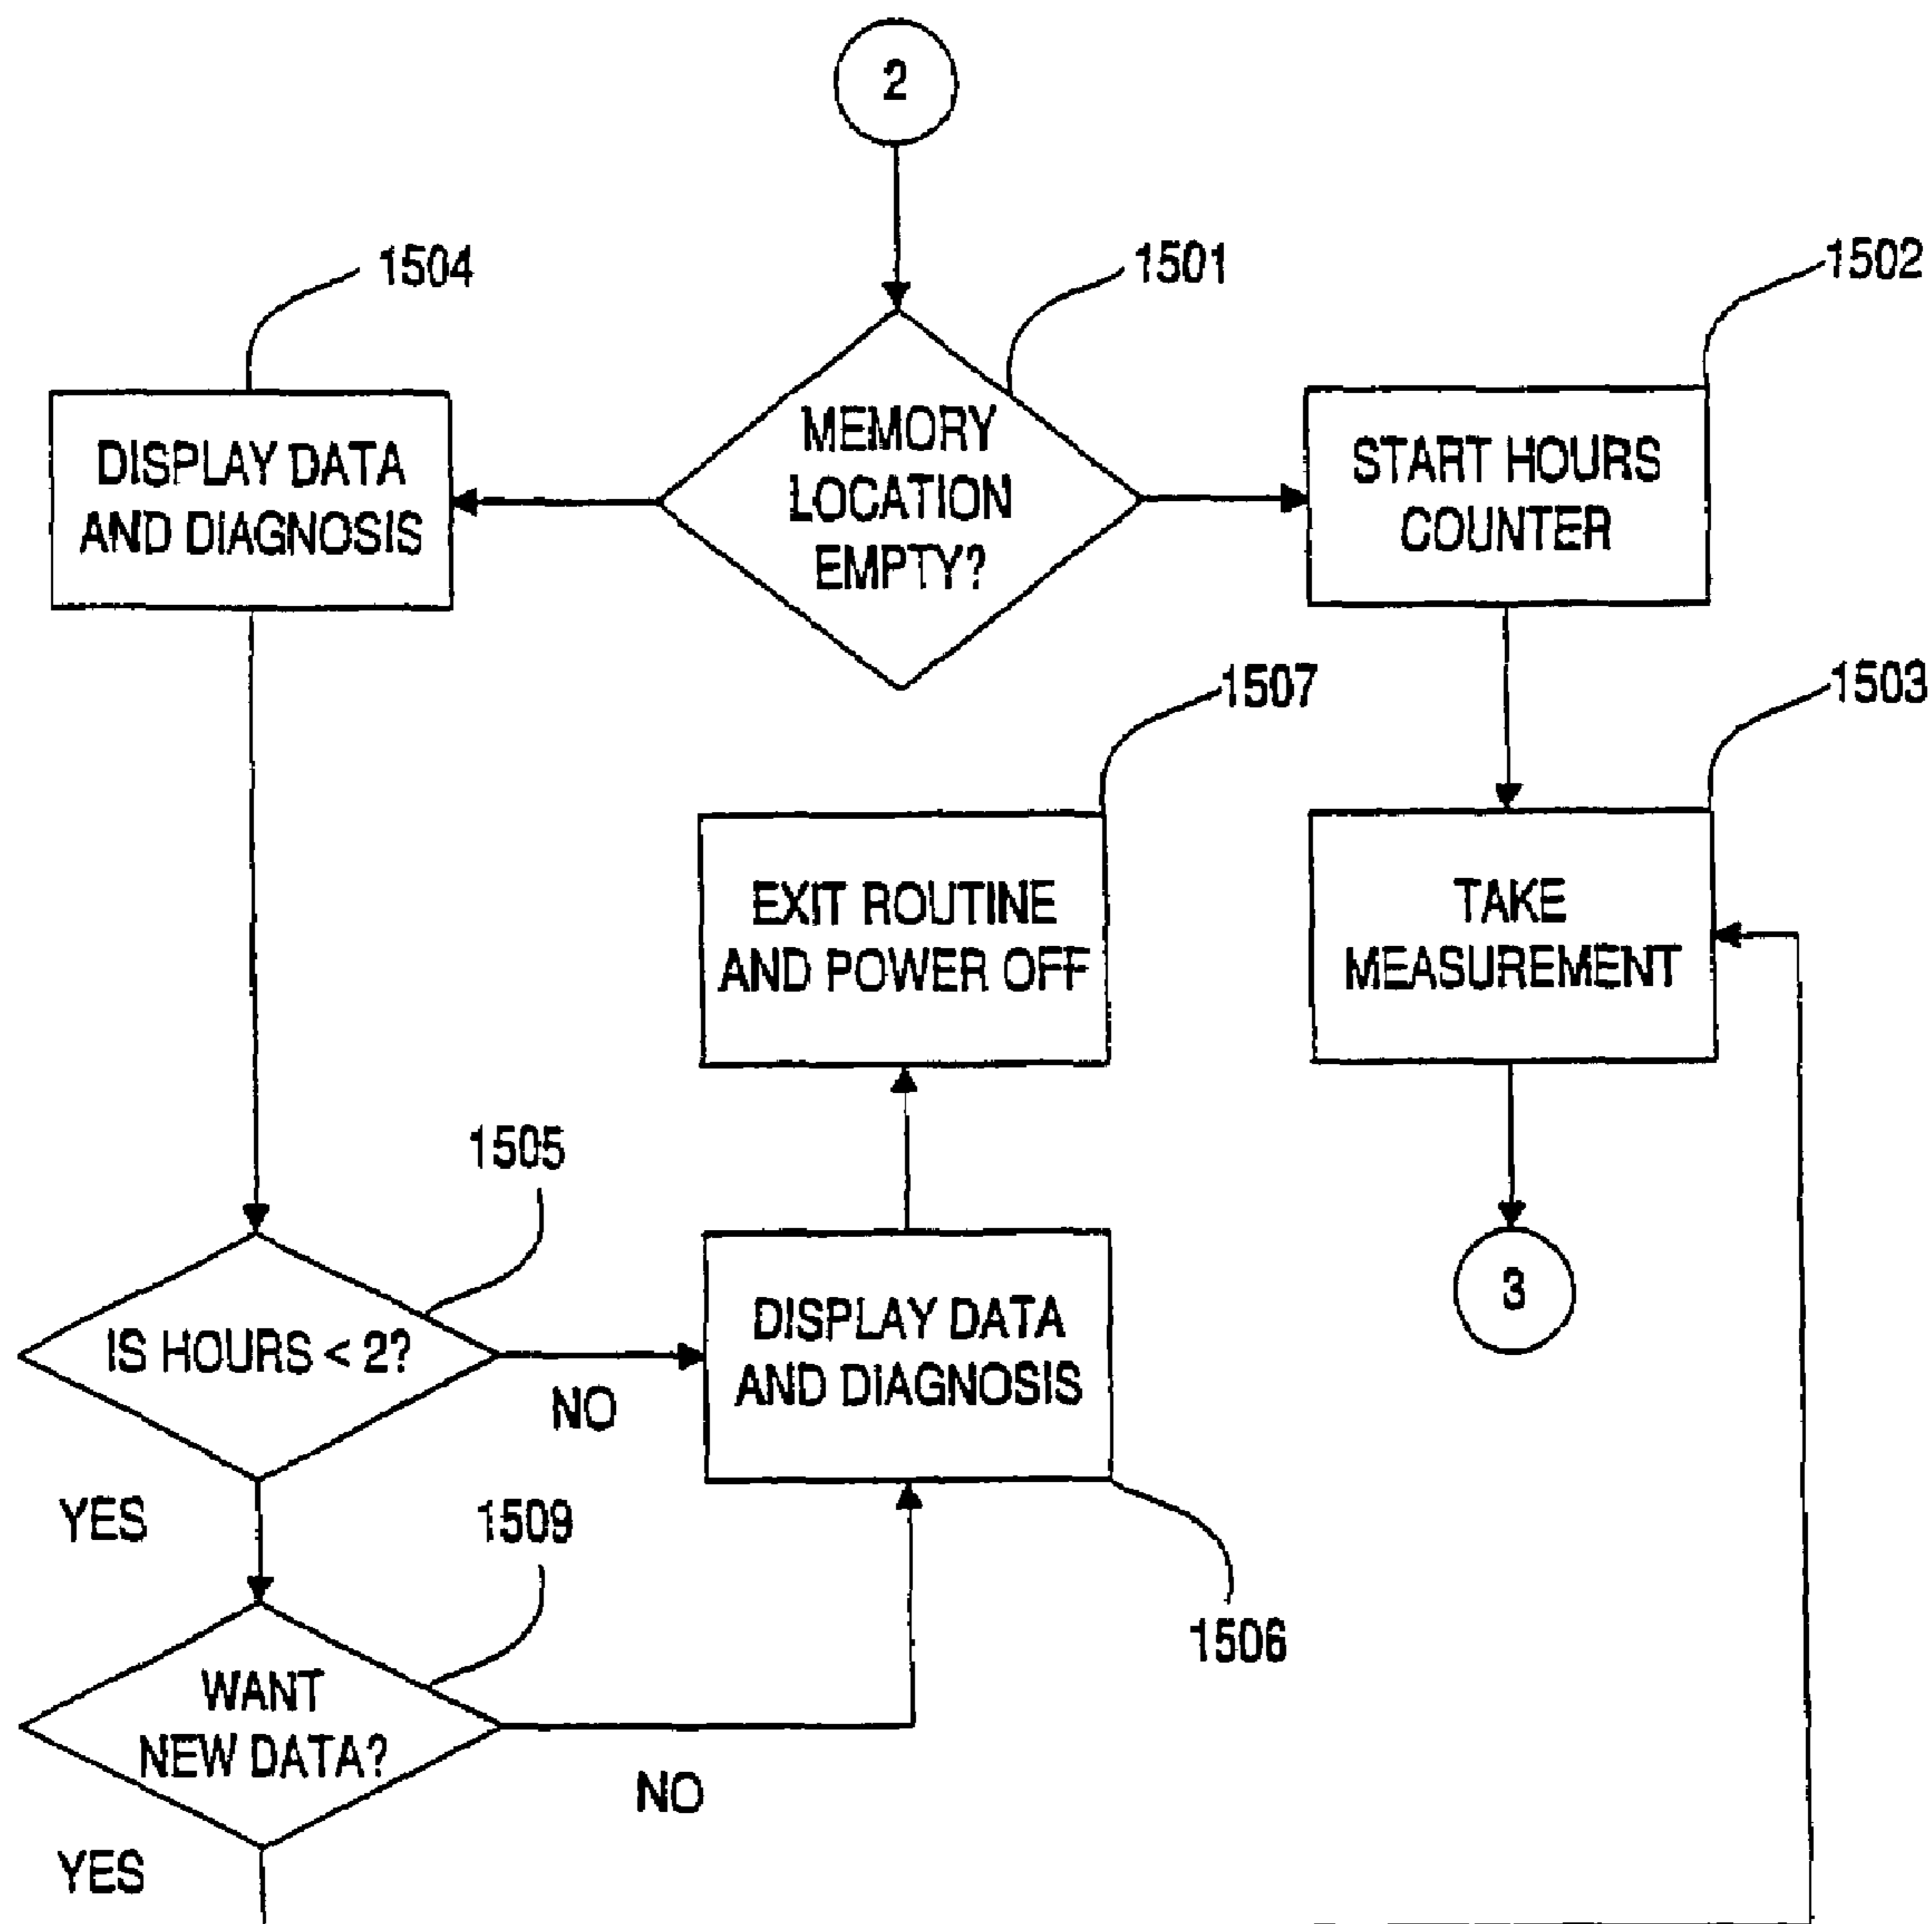 2
1504
1501
1502
DISPLAY DATA
AND DIAGNOSIS
MEMORY
LOCATION
EMPTY?
START HOURS
COUNTER
1507
1503
EXIT ROUTINE
AND POWER OFF
TAKE
MEASUREMENT
1505
IS HOURS < 2?
NO
DISPLAY DATA
AND DIAGNOSIS
3
YES
1509
1506
WANT
NEW DATA?
NO
YES